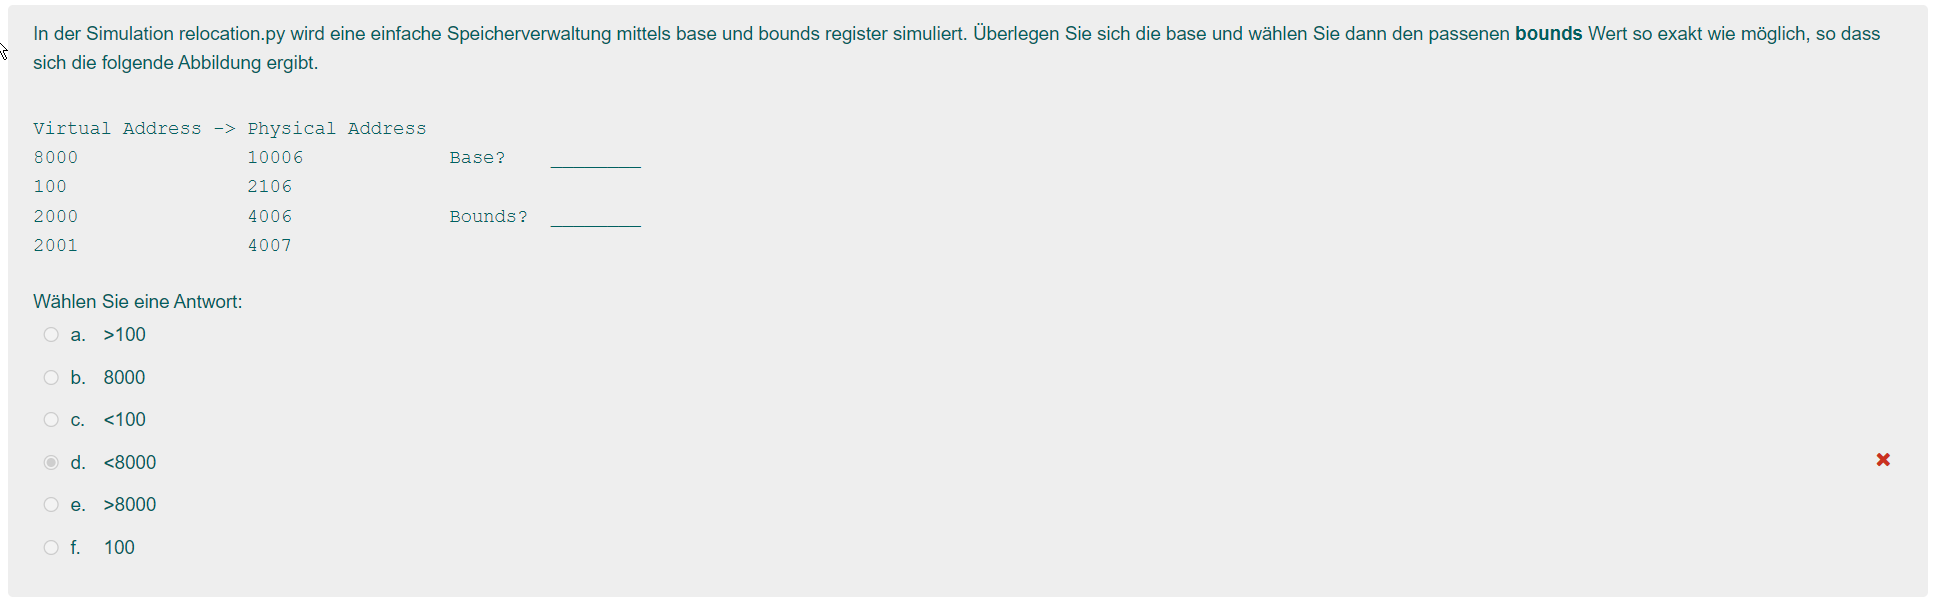 In der Simulation relocation.py wird eine einfache Speicherverwaltung mittels base und bounds register simuliert. Überlegen Sie sich die base und wählen Sie dann den passenen bounds Wert so exakt wie möglich, so dass
sich die folgende Abbildung ergibt.
Virtual Address -> Physical Address
8000 10006 Base? ________
100 2106
2000 4006 Bounds? ________
2001 4007
Wählen Sie eine Antwort:
a. >100
b. 8000
c. <100
d. <8000
e. >8000
f. 100